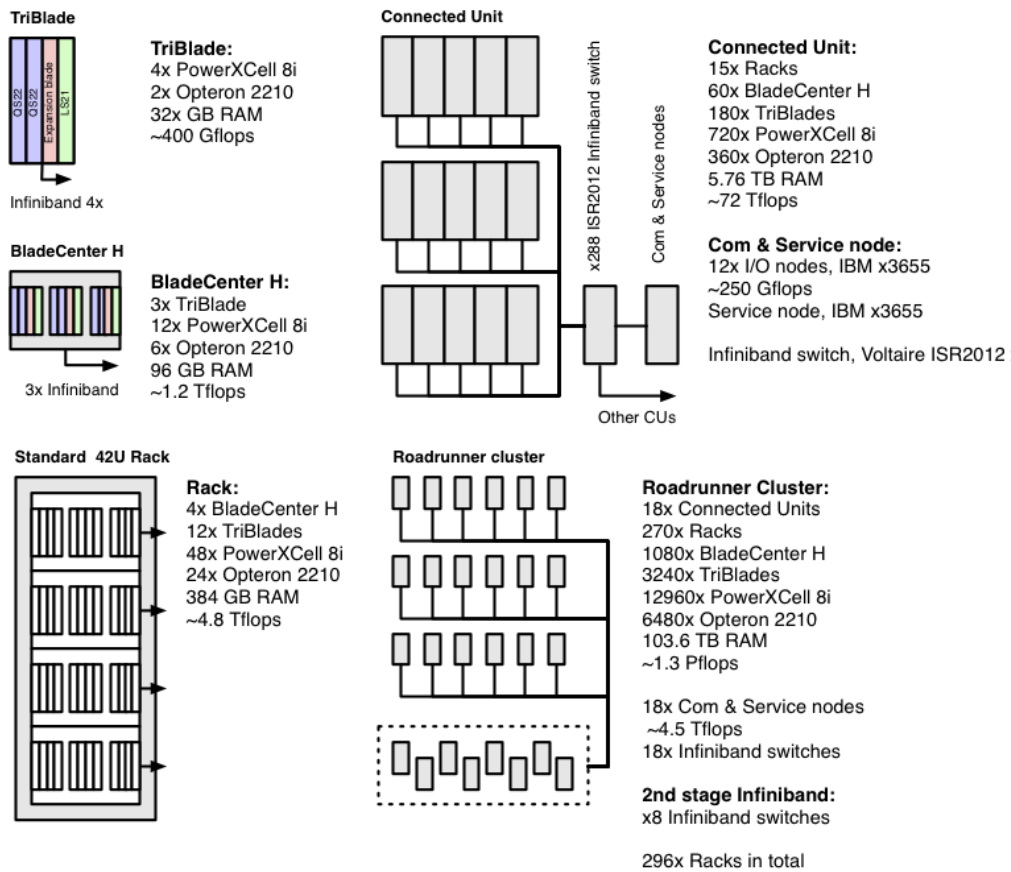 TriBlade
QS22
QS22
Expansion blade
LS21
Infiniband 4x
TriBlade:
4x PowerXCell 8i
2x Opteron 2210
32x GB RAM
~400 Gflops
BladeCenter H
3x Infiniband
BladeCenter H:
3x TriBlade
12x PowerXCell 8i
6x Opteron 2210
96 GB RAM
~1.2 Tflops
Connected Unit
x288 ISR2012 Infiniband switch
Com & Service nodes
Other CUs
Connected Unit:
15x Racks
60x BladeCenter H
180x TriBlades
720x PowerXCell 8i
360x Opteron 2210
5.76 TB RAM
~72 Tflops
Com & Service node:
12x I/O nodes, IBM x3655
~250 Gflops
Service node, IBM x3655
Infiniband switch, Voltaire ISR2012
Standard 42U Rack
Rack:
4x BladeCenter H
12x TriBlades
48x PowerXCell 8i
24x Opteron 2210
384 GB RAM
~4.8 Tflops
Roadrunner cluster
Roadrunner Cluster:
18x Connected Units
270x Racks
1080x BladeCenter H
3240x TriBlades
12960x PowerXCell 8i
6480x Opteron 2210
103.6 TB RAM
~1.3 Pflops
18x Com & Service nodes
~4.5 Tflops
18x Infiniband switches
2nd stage Infiniband:
x8 Infiniband switches
296x Racks in total